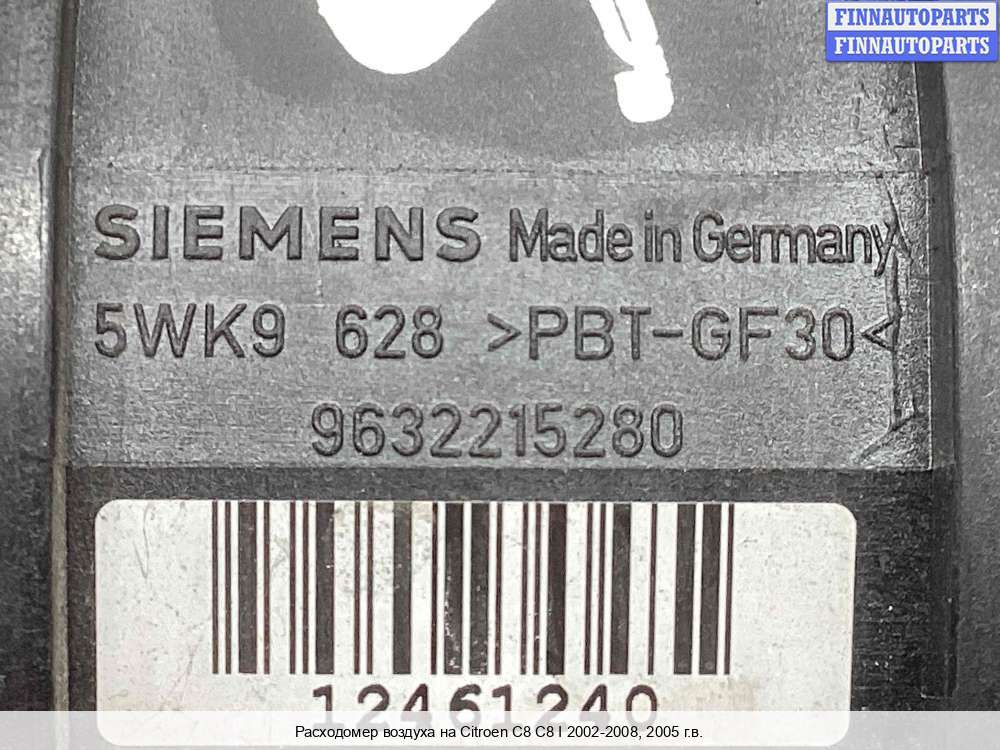 FINNAUTOPARTS
FINNAUTOPARTS
SIEMENS Made in Germany
5WK9 628 >PBT-GF30<
9632215280
12461240
Расходомер воздуха на Citroen C8 C8 I 2002-2008, 2005 г.в.